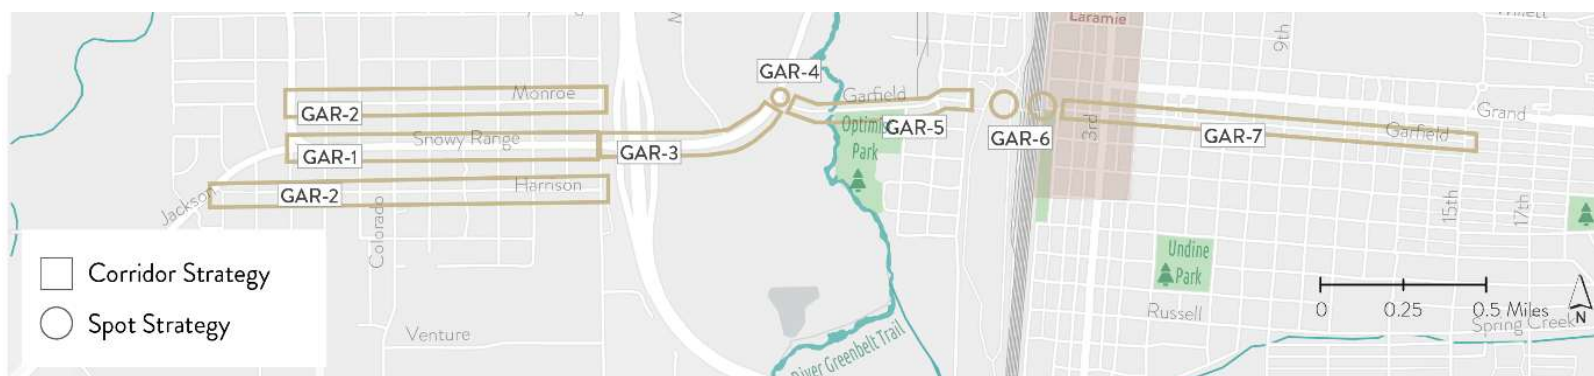 Laramie
Willett
9th
GAR-4
Monroe
Garfield
Grand
GAR-2
GAR-5
GAR-6
3rd
GAR-7
Garfield
Snowy Range
GAR-1
GAR-3
Park
Harrison
GAR-2
Jackson
Colorado
15th
17th
Undine
Park
Corridor Strategy
Spot Strategy
Venture
0
0.25
0.5 Miles
N
Russell
Spring Creek
River Greenbelt Trail